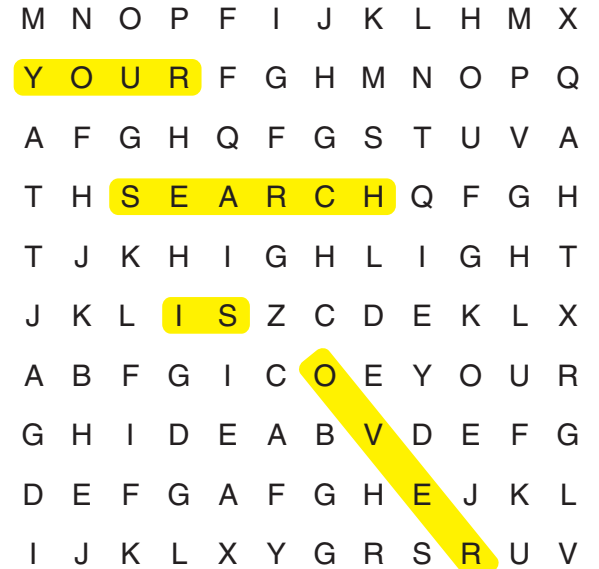 M N O P F I J K L H M X
Y O U R F G H M N O P Q
A F G H Q F G S T U V A
T H S E A R C H Q F G H
T J K H I G H L I G H T
J K L I S Z C D E K L X
A B F G I C O E Y O U R
G H I D E A B V D E F G
D E F G A F G H E J K L
I J K L X Y G R S R U V